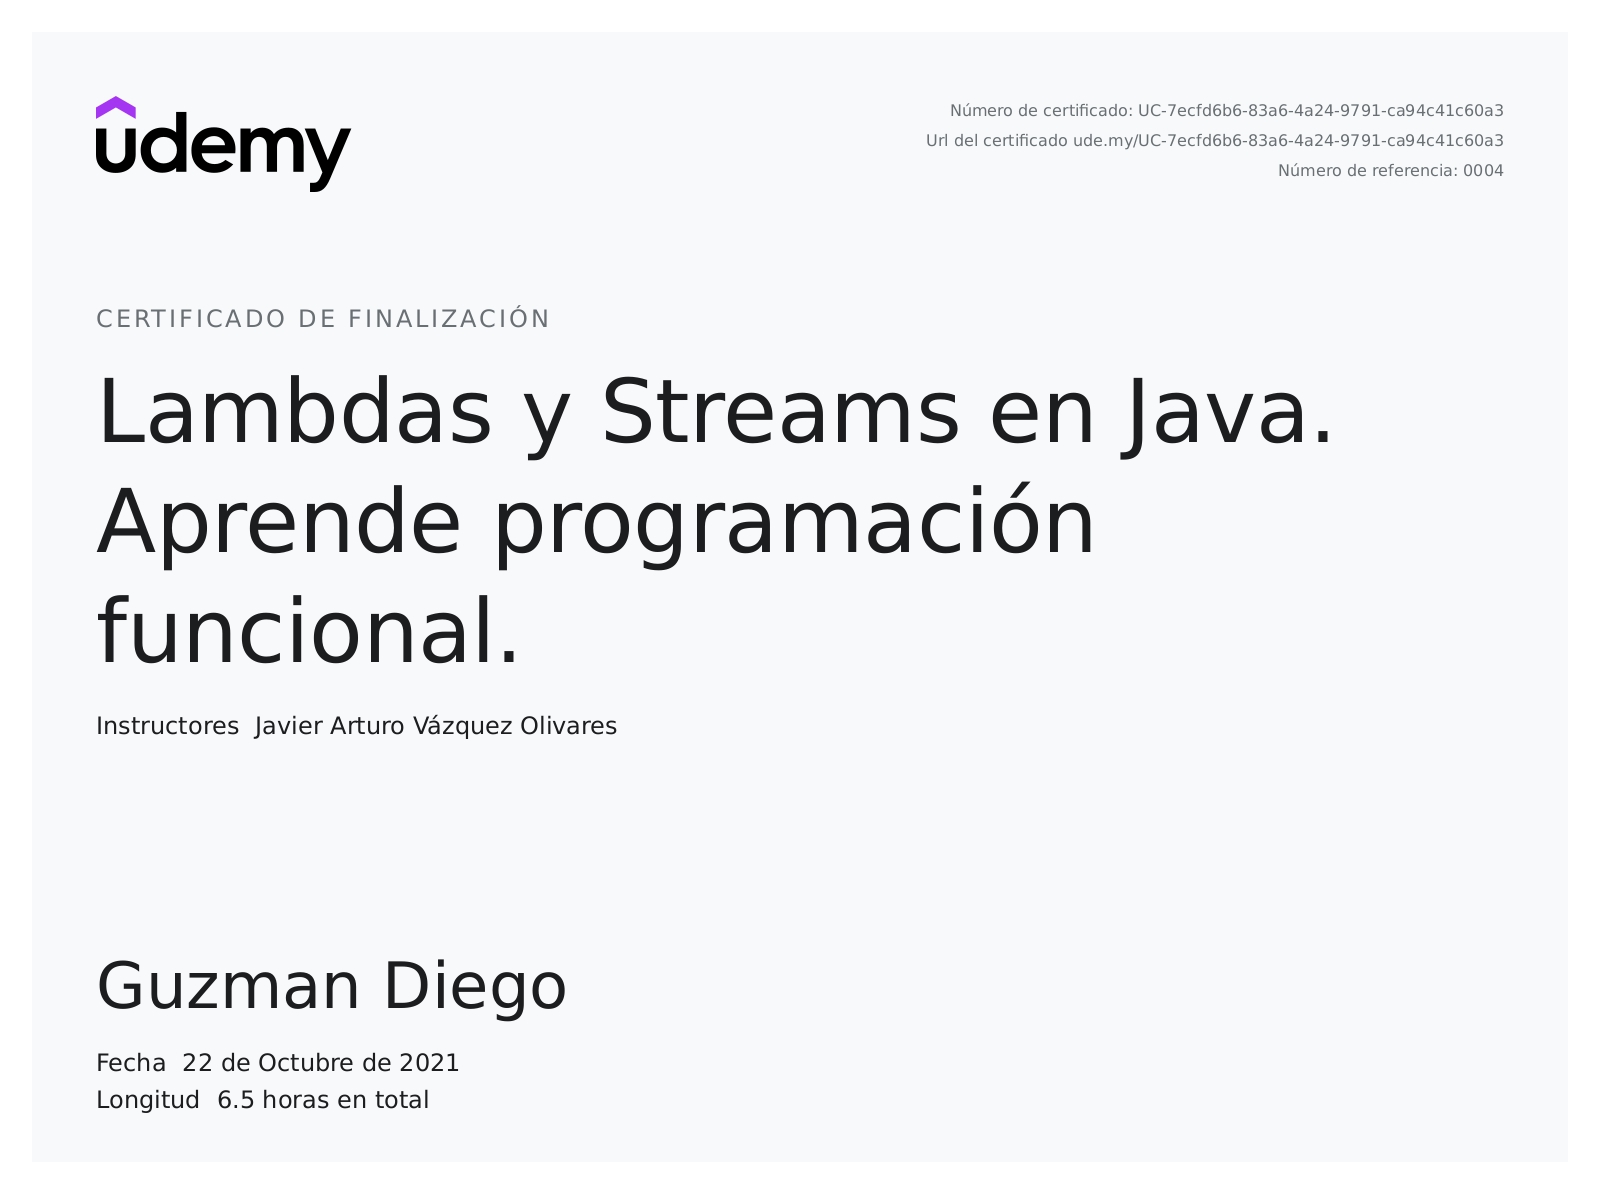 udemy
Número de certificado: UC-7ecfd6b6-83a6-4a24-9791-ca94c41c60a3
Url del certificado ude.my/UC-7ecfd6b6-83a6-4a24-9791-ca94c41c60a3
Número de referencia: 0004
CERTIFICADO DE FINALIZACIÓN
Lambdas y Streams en Java.
Aprende programación
funcional.
Instructores Javier Arturo Vázquez Olivares
Guzman Diego
Fecha 22 de Octubre de 2021
Longitud 6.5 horas en total